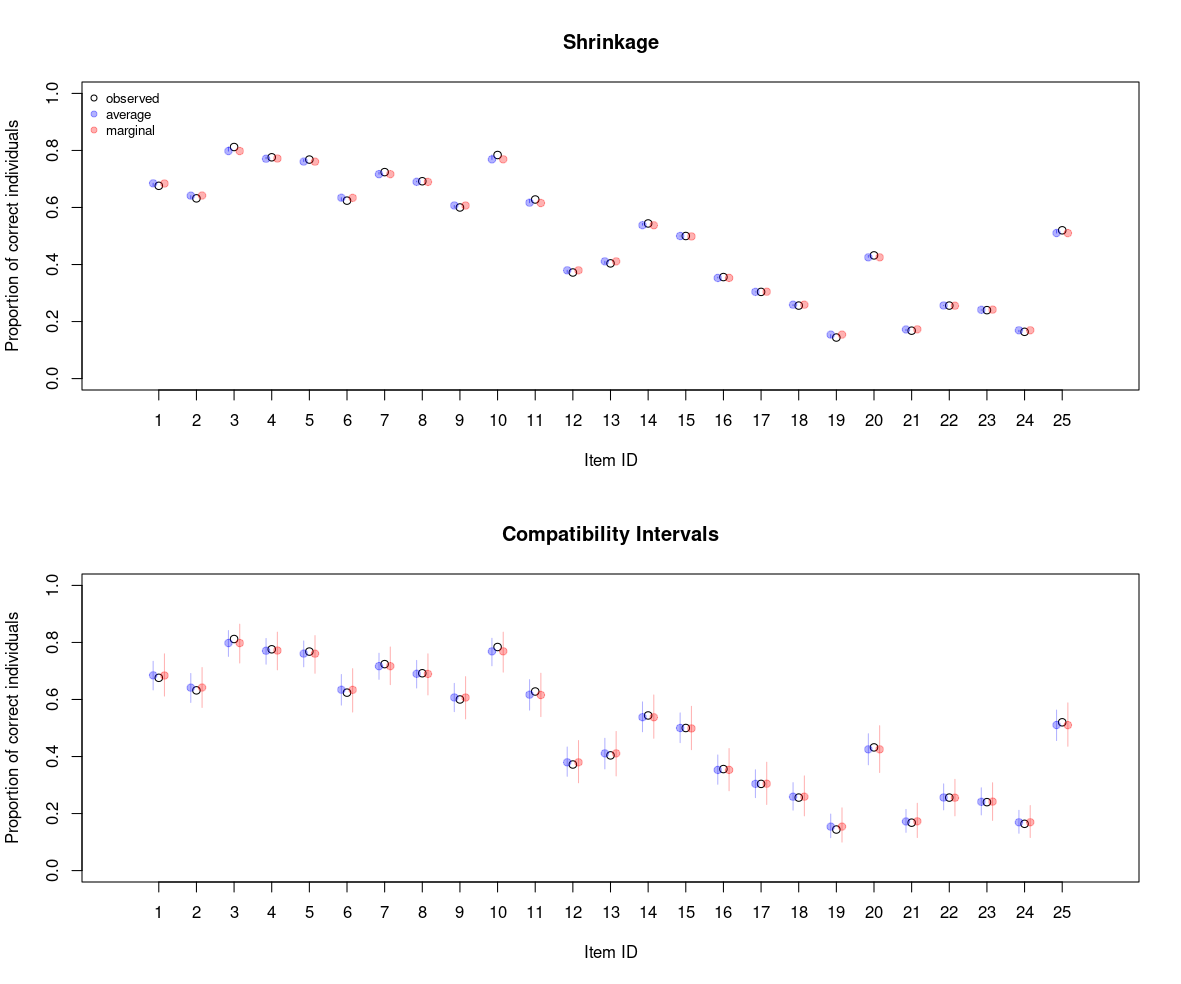 Shrinkage
Proportion of correct individuals
1.0
0.8
0.6
0.4
0.2
0.0
observed
average
marginal
1 2 3 4 5 6 7 8 9 10 11 12 13 14 15 16 17 18 19 20 21 22 23 24 25
Item ID
Compatibility Intervals
Proportion of correct individuals
1.0
0.8
0.6
0.4
0.2
0.0
1 2 3 4 5 6 7 8 9 10 11 12 13 14 15 16 17 18 19 20 21 22 23 24 25
Item ID